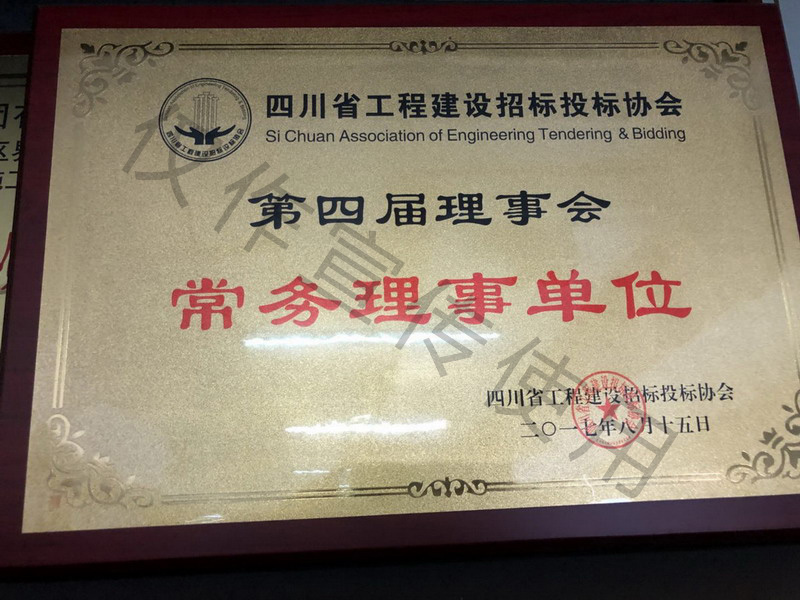 四川省工程建设招标投标协会
Si Chuan Association of Engineering Tendering & Bidding
第四届理事会
常务理事单位
四川省工程建设招标投标协会
二〇一七年八月十五日
仅作宣传使用